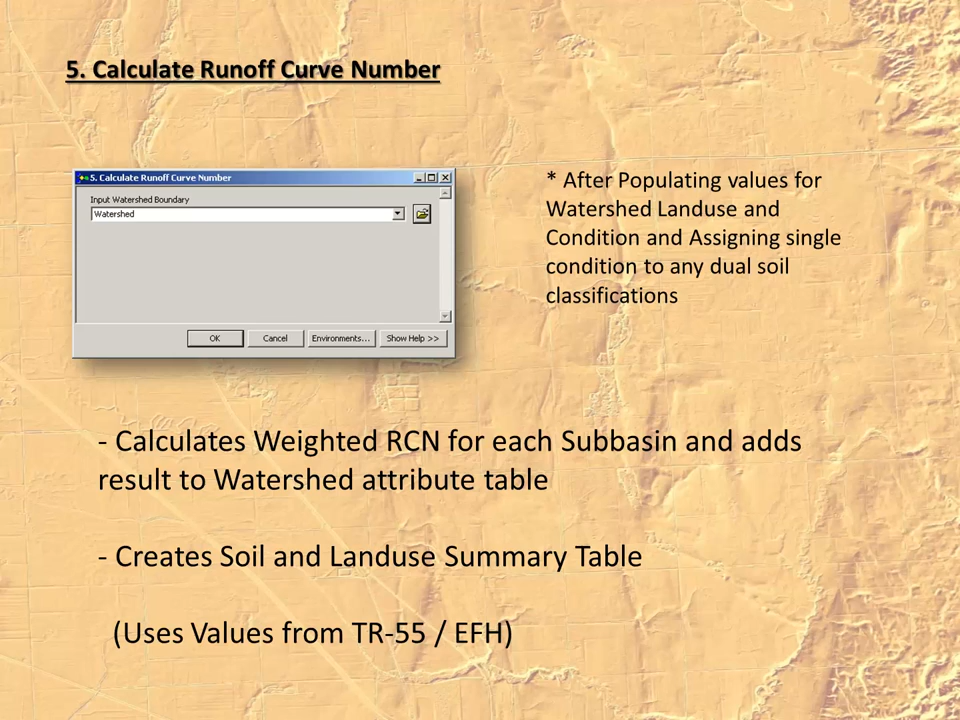 5. Calculate Runoff Curve Number
5. Calculate Runoff Curve Number
Input Watershed Boundary
Watershed
OK Cancel Environments... Show Help >>
* After Populating values for
Watershed Landuse and
Condition and Assigning single
condition to any dual soil
classifications
- Calculates Weighted RCN for each Subbasin and adds
result to Watershed attribute table
- Creates Soil and Landuse Summary Table
(Uses Values from TR-55 / EFH)